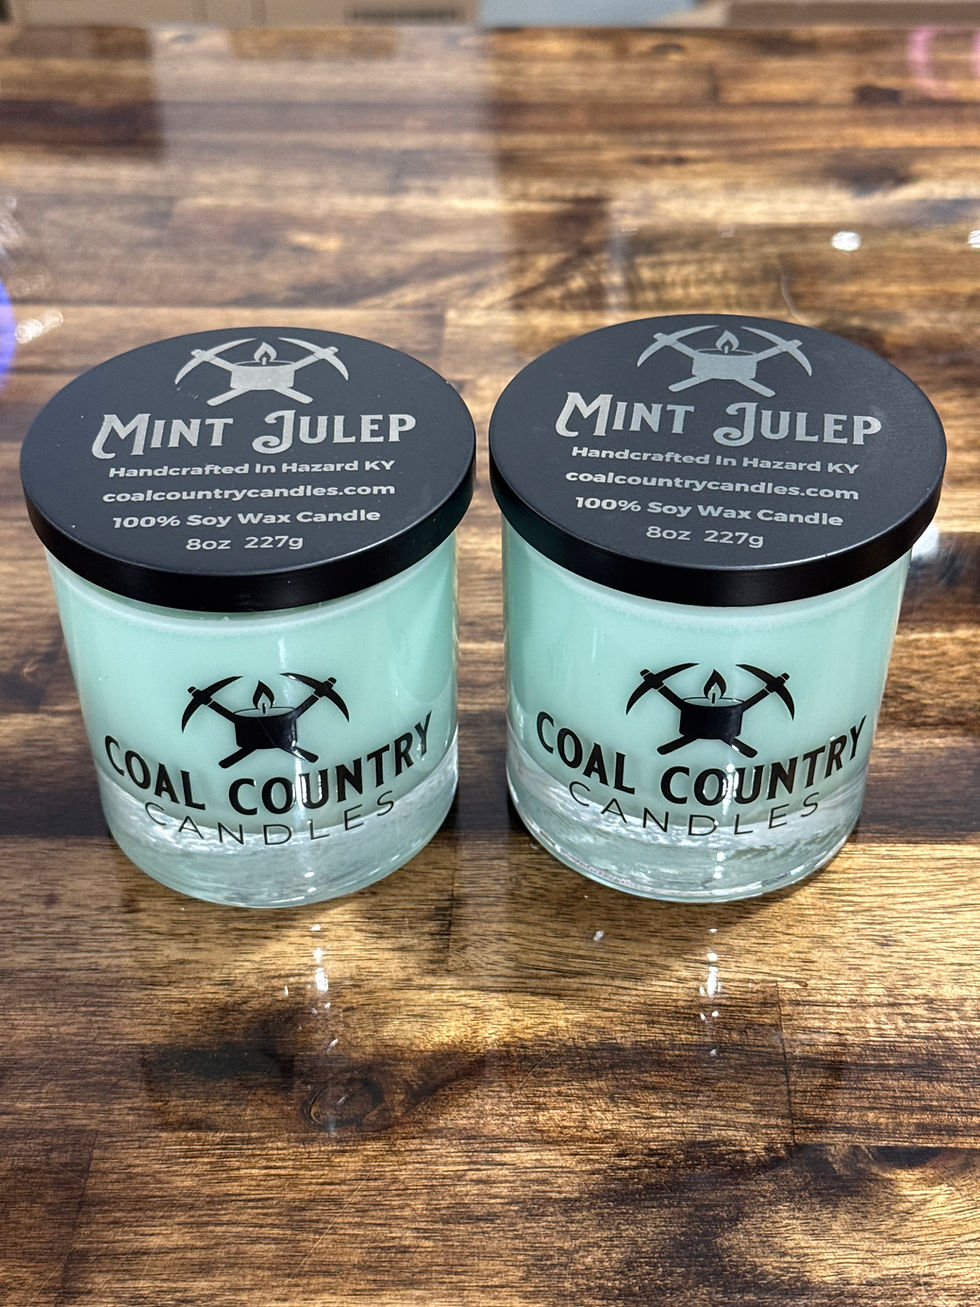 Mint Julep
Handcrafted In Hazard KY
coalcountrycandles.com
100% Soy Wax Candle
8oz 227g
COAL COUNTRY
CANDLES
Mint Julep
Handcrafted In Hazard KY
coalcountrycandles.com
100% Soy Wax Candle
8oz 227g
COAL COUNTRY
CANDLES